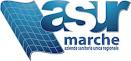 asur
marche
azienda sanitaria unica regionale